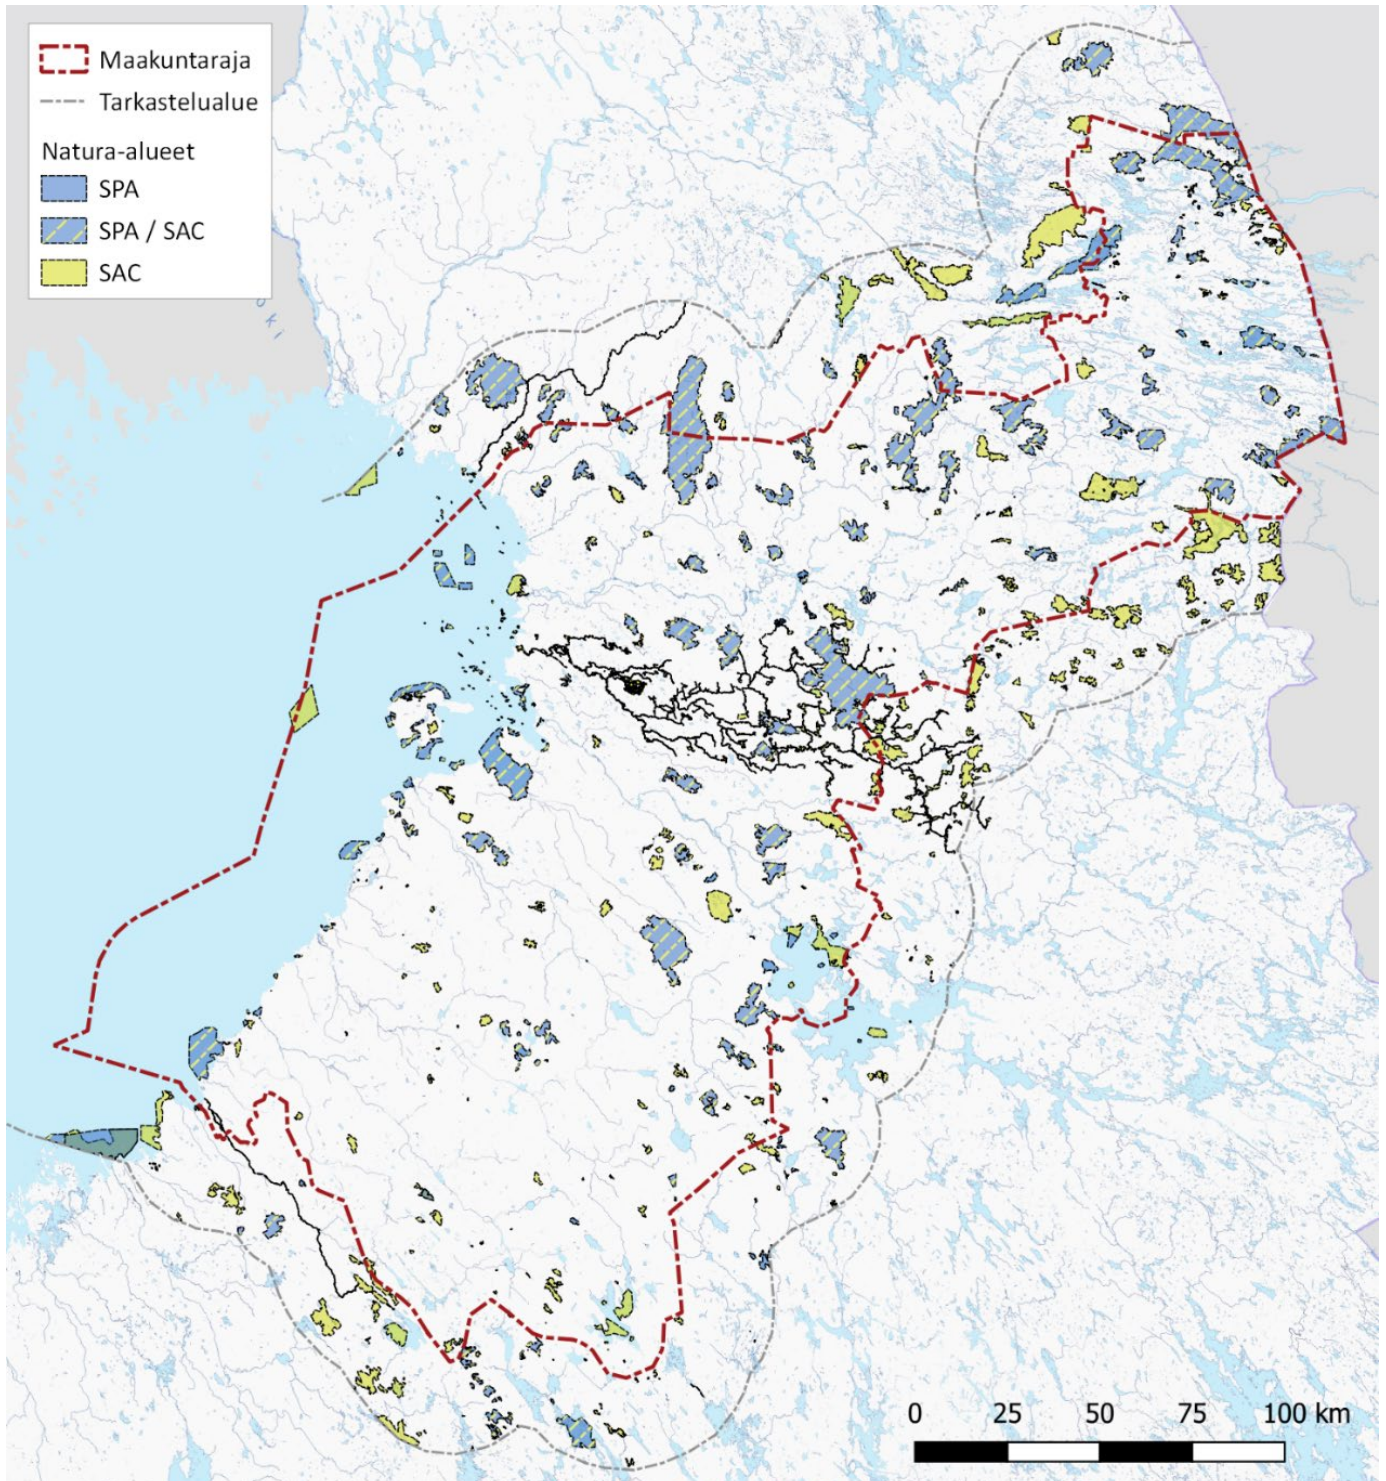 Maakuntaraja
Tarkastelualue
Natura-alueet
SPA
SPA / SAC
SAC
0 25 50 75 100 km